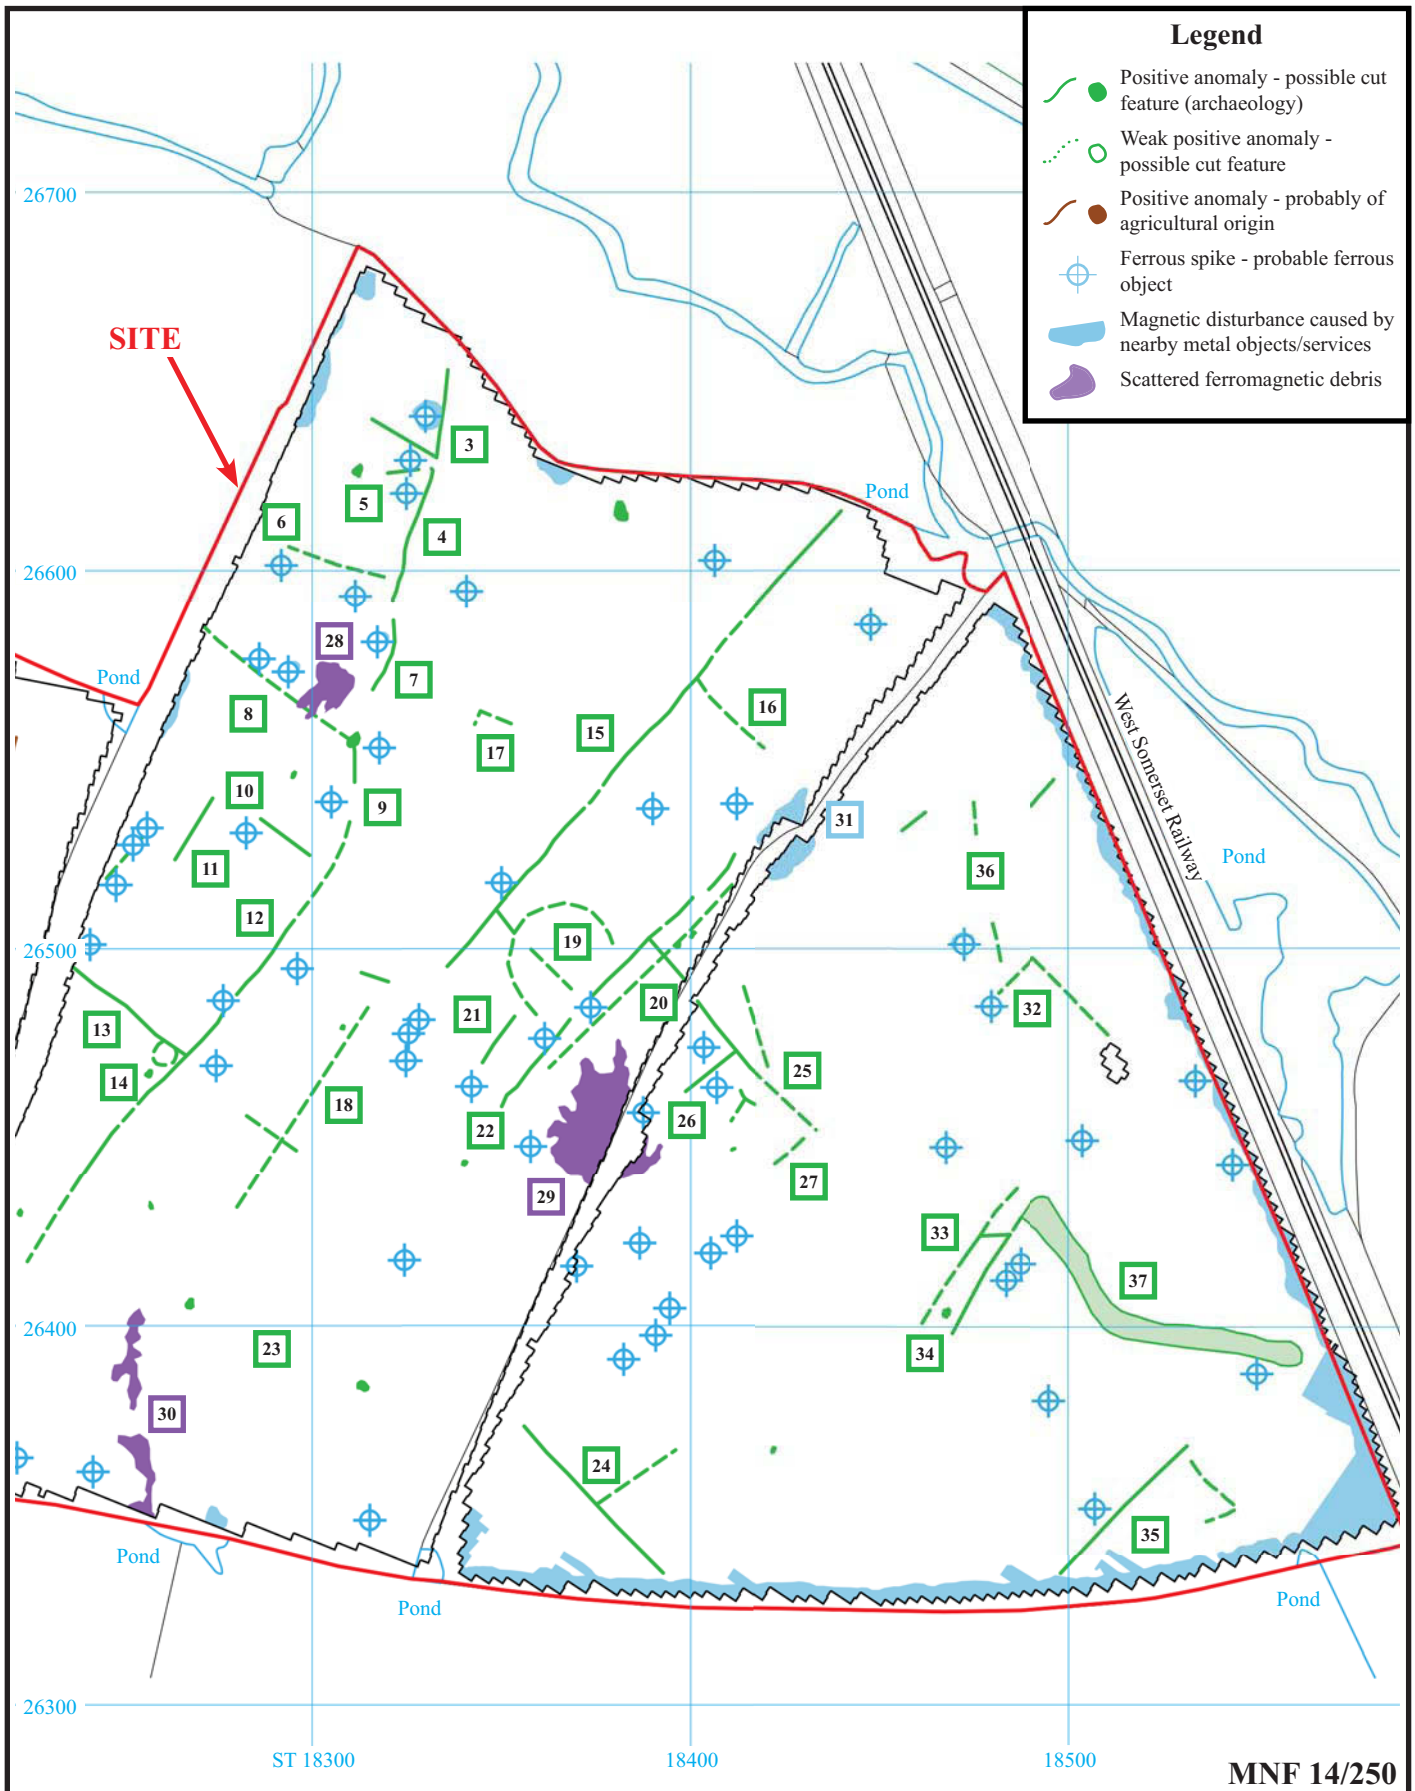 Legend
Positive anomaly - possible cut
feature (archaeology)
Weak positive anomaly -
possible cut feature
Positive anomaly - probably of
agricultural origin
Ferrous spike - probable ferrous
object
Magnetic disturbance caused by
nearby metal objects/services
Scattered ferromagnetic debris
26700
SITE
3
Pond
5
6
4
26600
28
Pond
7
8
16
15
West Somerset Railway
17
10
9
31
Pond
11
36
12
19
26500
20
32
21
13
25
14
18
26
22
27
29
33
37
26400
23
34
30
24
35
Pond
Pond
Pond
26300
ST 18300
18400
18500
MNF 14/250